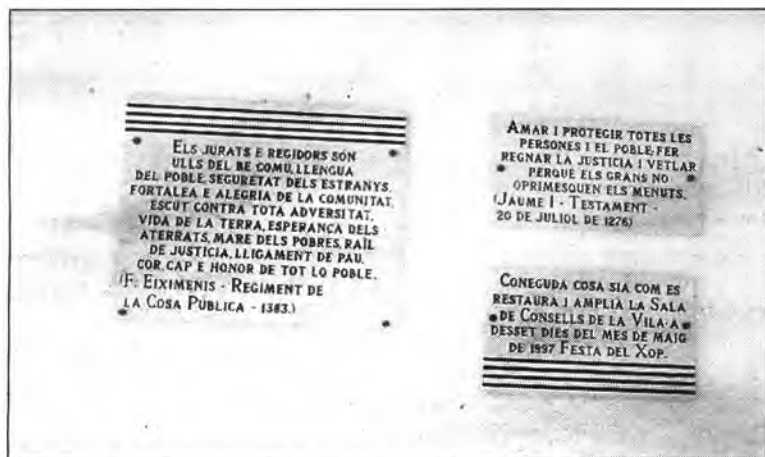 ELS JURATS E REGIDORS SÓN
ULLS DEL BE COMU, LLENGUA
DEL POBLE, SEGURETAT DELS ESTRANYS,
FORTALEA E ALEGRIA DE LA COMUNITAT,
ESCUT CONTRA TOTA ADVERSITAT,
VIDA DE LA TERRA, ESPERANÇA DELS
ATERRATS, MARE DELS POBRES, RAÏL
DE JUSTICIA, LLIGAMENT DE PAU,
COR, CAP E HONOR DE TOT LO POBLE.
(F. EIXIMENIS - REGIMENT DE
LA COSA PUBLICA - 1383.)
AMAR I PROTEGIR TOTES LES
PERSONES I EL POBLE, FER
REGNAR LA JUSTICIA I VETLAR
PERQUÈ ELS GRANS NO
OPRIMESQUEN ELS MENUTS.
(JAUME I - TESTAMENT -
20 DE JULIOL DE 1276)
CONEGUDA COSA SIA COM ES
RESTAURA I AMPLIA LA SALA
DE CONSELLS DE LA VILA A
DESSET DIES DEL MES DE MAIG
DE 1997 FESTA DEL XOP.